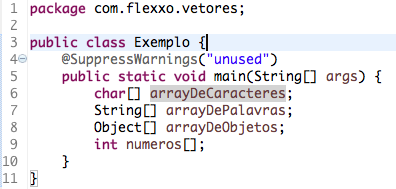 1 package com.flexxo.vetores;
2
3 public class Exemplo {
4 @SuppressWarnings("unused")
5 public static void main(String[] args) {
6 char[] arrayDeCaracteres;
7 String[] arrayDePalavras;
8 Object[] arrayDeObjetos;
9 int numeros[];
10 }
11 }